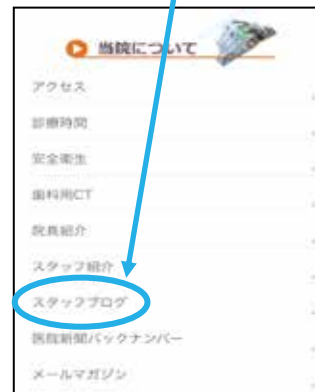 当院について
アクセス
診療時間
安全衛生
歯科用CT
院長紹介
スタッフ紹介
スタッフブログ
医院新聞バックナンバー
メールマガジン